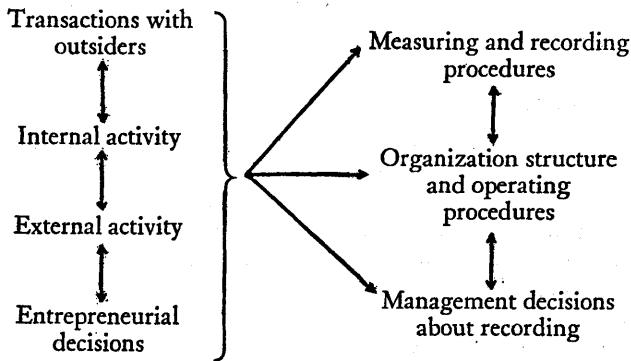 Transactions with
outsiders
Internal activity
External activity
Entrepreneurial
decisions
Measuring and recording
procedures
Organization structure
and operating
procedures
Management decisions
about recording